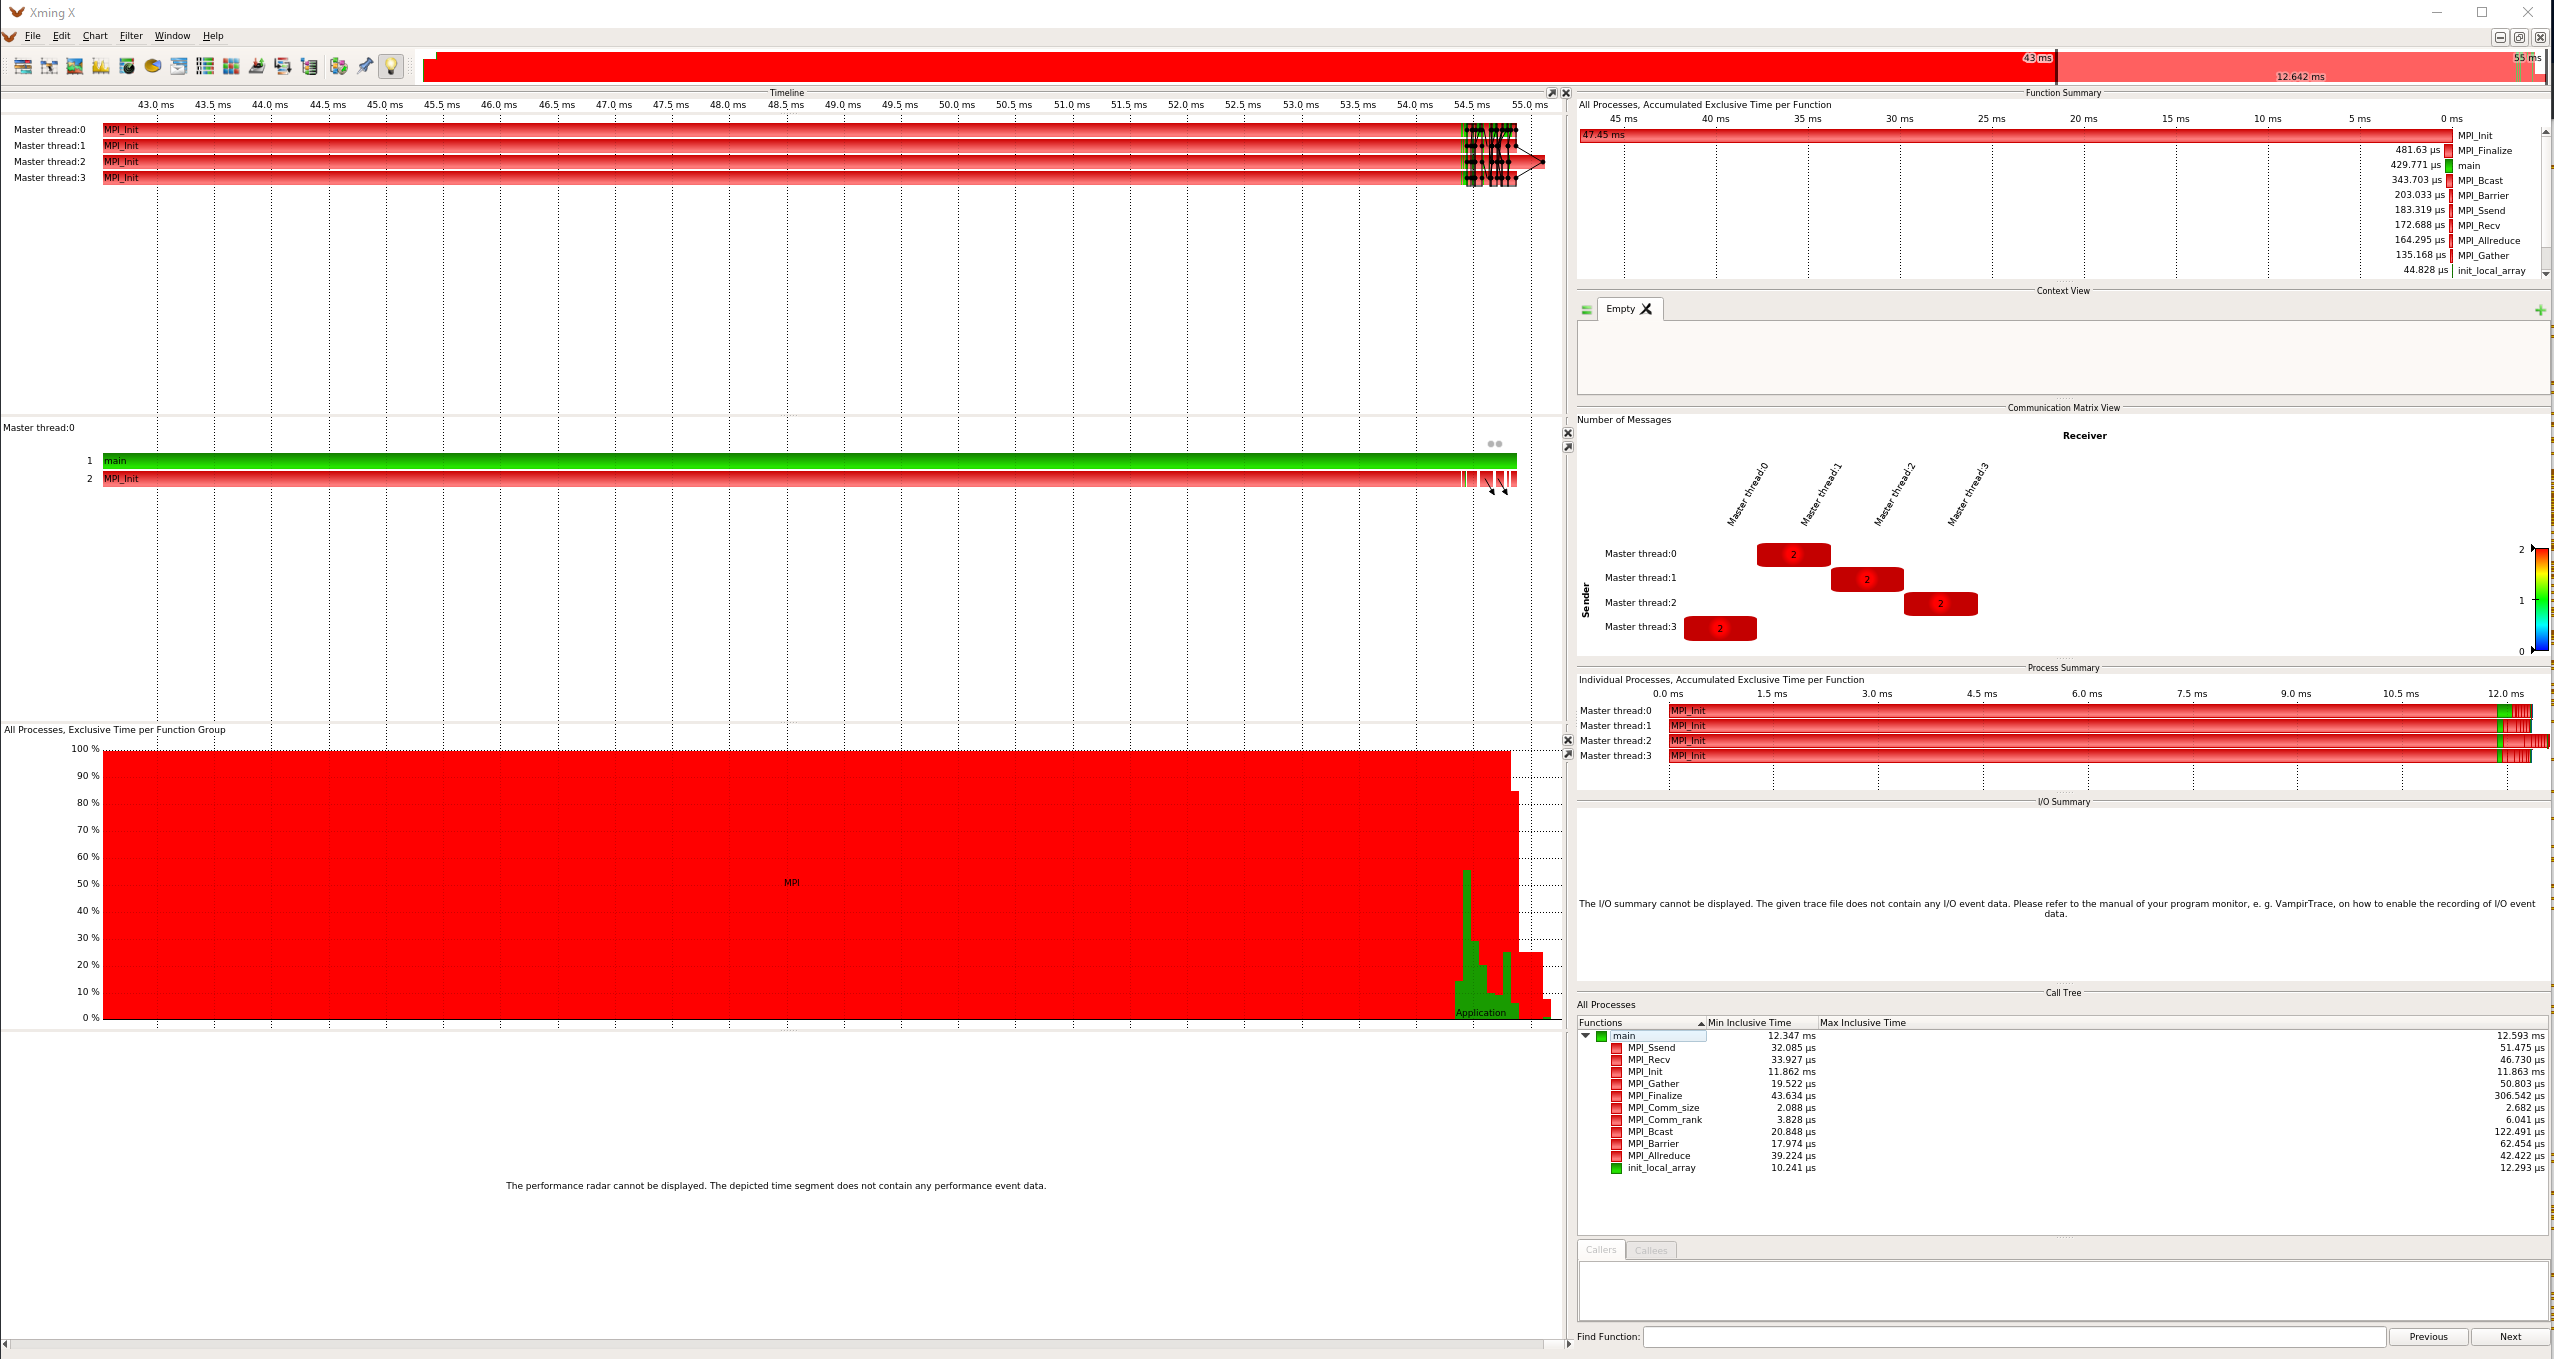 Xming X
File Edit Chart Filter Window Help
43 ms 12.642 ms 55 ms
Timeline
43.0 ms 43.5 ms 44.0 ms 44.5 ms 45.0 ms 45.5 ms 46.0 ms 46.5 ms 47.0 ms 47.5 ms 48.0 ms 48.5 ms 49.0 ms 49.5 ms 50.0 ms 50.5 ms 51.0 ms 51.5 ms 52.0 ms 52.5 ms 53.0 ms 53.5 ms 54.0 ms 54.5 ms 55.0 ms
Master thread:0 MPI_Init
Master thread:1 MPI_Init
Master thread:2 MPI_Init
Master thread:3 MPI_Init
Master thread:0
1 main
2 MPI_Init
All Processes, Exclusive Time per Function Group
100 %
90 %
80 %
70 %
60 %
50 %
40 %
30 %
20 %
10 %
0 %
MPI
Application
The performance radar cannot be displayed. The depicted time segment does not contain any performance event data.
Function Summary
All Processes, Accumulated Exclusive Time per Function
45 ms 40 ms 35 ms 30 ms 25 ms 20 ms 15 ms 10 ms 5 ms 0 ms
47.45 ms MPI_Init
481.63 µs MPI_Finalize
429.771 µs main
343.703 µs MPI_Bcast
203.033 µs MPI_Barrier
183.319 µs MPI_Ssend
172.688 µs MPI_Recv
164.295 µs MPI_Allreduce
135.168 µs MPI_Gather
44.828 µs init_local_array
Context View
Empty
Communication Matrix View
Number of Messages
Receiver
Master thread:0 Master thread:1 Master thread:2 Master thread:3
Sender
Master thread:0 2
Master thread:1 2
Master thread:2 2
Master thread:3 2
2
1
0
Process Summary
Individual Processes, Accumulated Exclusive Time per Function
0.0 ms 1.5 ms 3.0 ms 4.5 ms 6.0 ms 7.5 ms 9.0 ms 10.5 ms 12.0 ms
Master thread:0 MPI_Init
Master thread:1 MPI_Init
Master thread:2 MPI_Init
Master thread:3 MPI_Init
I/O Summary
The I/O summary cannot be displayed. The given trace file does not contain any I/O event data. Please refer to the manual of your program monitor, e. g. VampirTrace, on how to enable the recording of I/O event
data.
Call Tree
All Processes
Functions Min Inclusive Time Max Inclusive Time
main 12.347 ms 12.593 ms
MPI_Ssend 32.085 µs 51.475 µs
MPI_Recv 33.927 µs 46.730 µs
MPI_Init 11.862 ms 11.863 ms
MPI_Gather 19.522 µs 50.803 µs
MPI_Finalize 43.634 µs 306.542 µs
MPI_Comm_size 2.088 µs 2.682 µs
MPI_Comm_rank 3.828 µs 6.041 µs
MPI_Bcast 20.848 µs 122.491 µs
MPI_Barrier 17.974 µs 62.454 µs
MPI_Allreduce 39.224 µs 42.422 µs
init_local_array 10.241 µs 12.293 µs
Callers Callees
Find Function: Previous Next